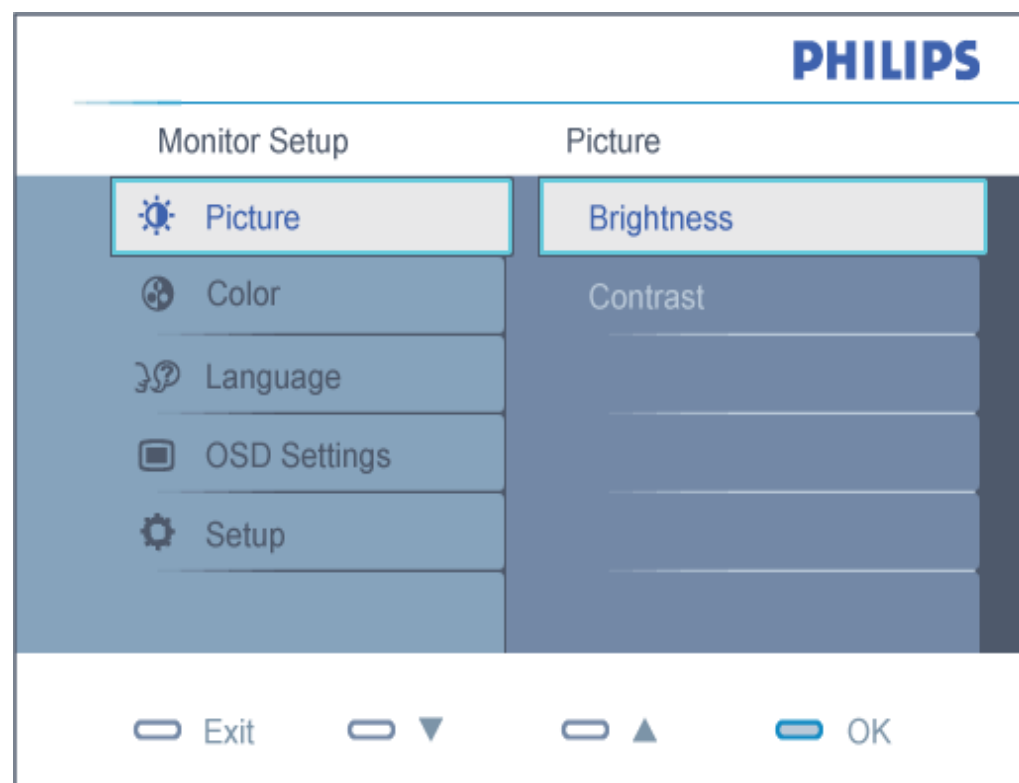 PHILIPS
Monitor Setup Picture
Picture Brightness
Color Contrast
Language
OSD Settings
Setup
Exit ▼ ▲ OK